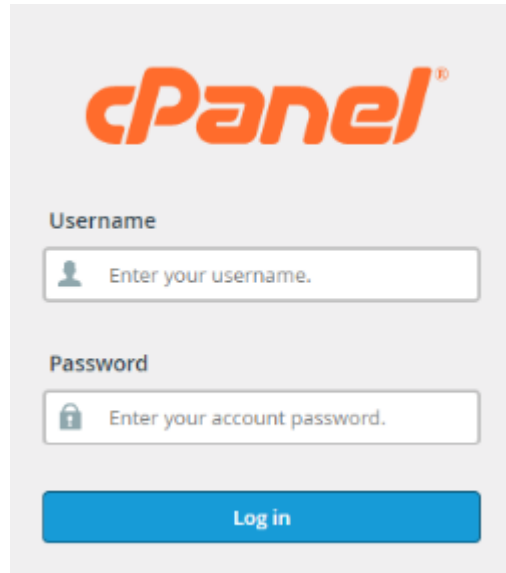 cPanel®
Username
Enter your username.
Password
Enter your account password.
Log in